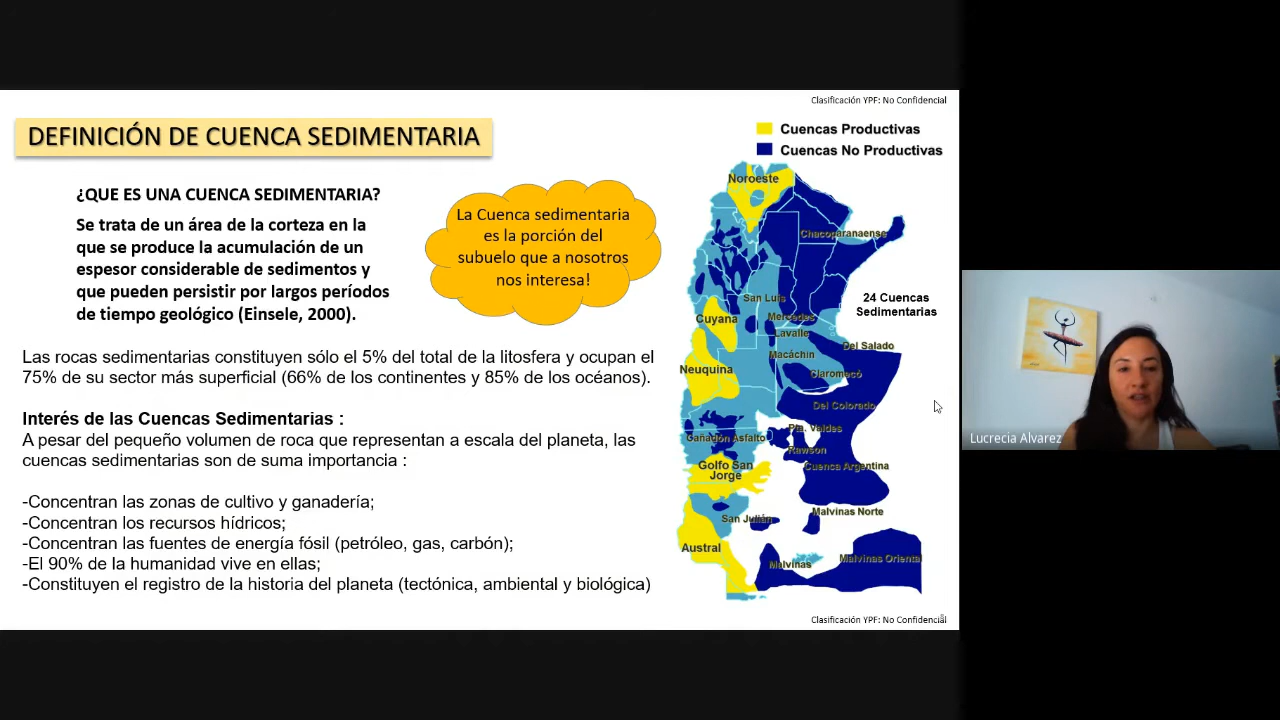 Clasificación YPF: No Confidencial
DEFINICIÓN DE CUENCA SEDIMENTARIA
¿QUE ES UNA CUENCA SEDIMENTARIA?
Se trata de un área de la corteza en la
que se produce la acumulación de un
espesor considerable de sedimentos y
que pueden persistir por largos períodos
de tiempo geológico (Einsele, 2000).
La Cuenca sedimentaria
es la porción del
subuelo que a nosotros
nos interesa!
Las rocas sedimentarias constituyen sólo el 5% del total de la litosfera y ocupan el
75% de su sector más superficial (66% de los continentes y 85% de los océanos).
Interés de las Cuencas Sedimentarias :
A pesar del pequeño volumen de roca que representan a escala del planeta, las
cuencas sedimentarias son de suma importancia :
-Concentran las zonas de cultivo y ganadería;
-Concentran los recursos hídricos;
-Concentran las fuentes de energía fósil (petróleo, gas, carbón);
-El 90% de la humanidad vive en ellas;
-Constituyen el registro de la historia del planeta (tectónica, ambiental y biológica)
Cuencas Productivas
Cuencas No Productivas
Noroeste
Chacoparanaense
24 Cuencas
Sedimentarias
San Luis
Cuyana
Mercedes
Lavalle
Del Salado
Macáchin
Neuquina
Claromecó
Del Colorado
Pta. Valdes
Cañadón Asfalto
Rawson
Golfo San
Jorge
Cuenca Argentina
Malvinas Norte
San Julián
Austral
Malvinas
Malvinas Orienta
Clasificación YPF: No Confidencial
Lucrecia Alvarez